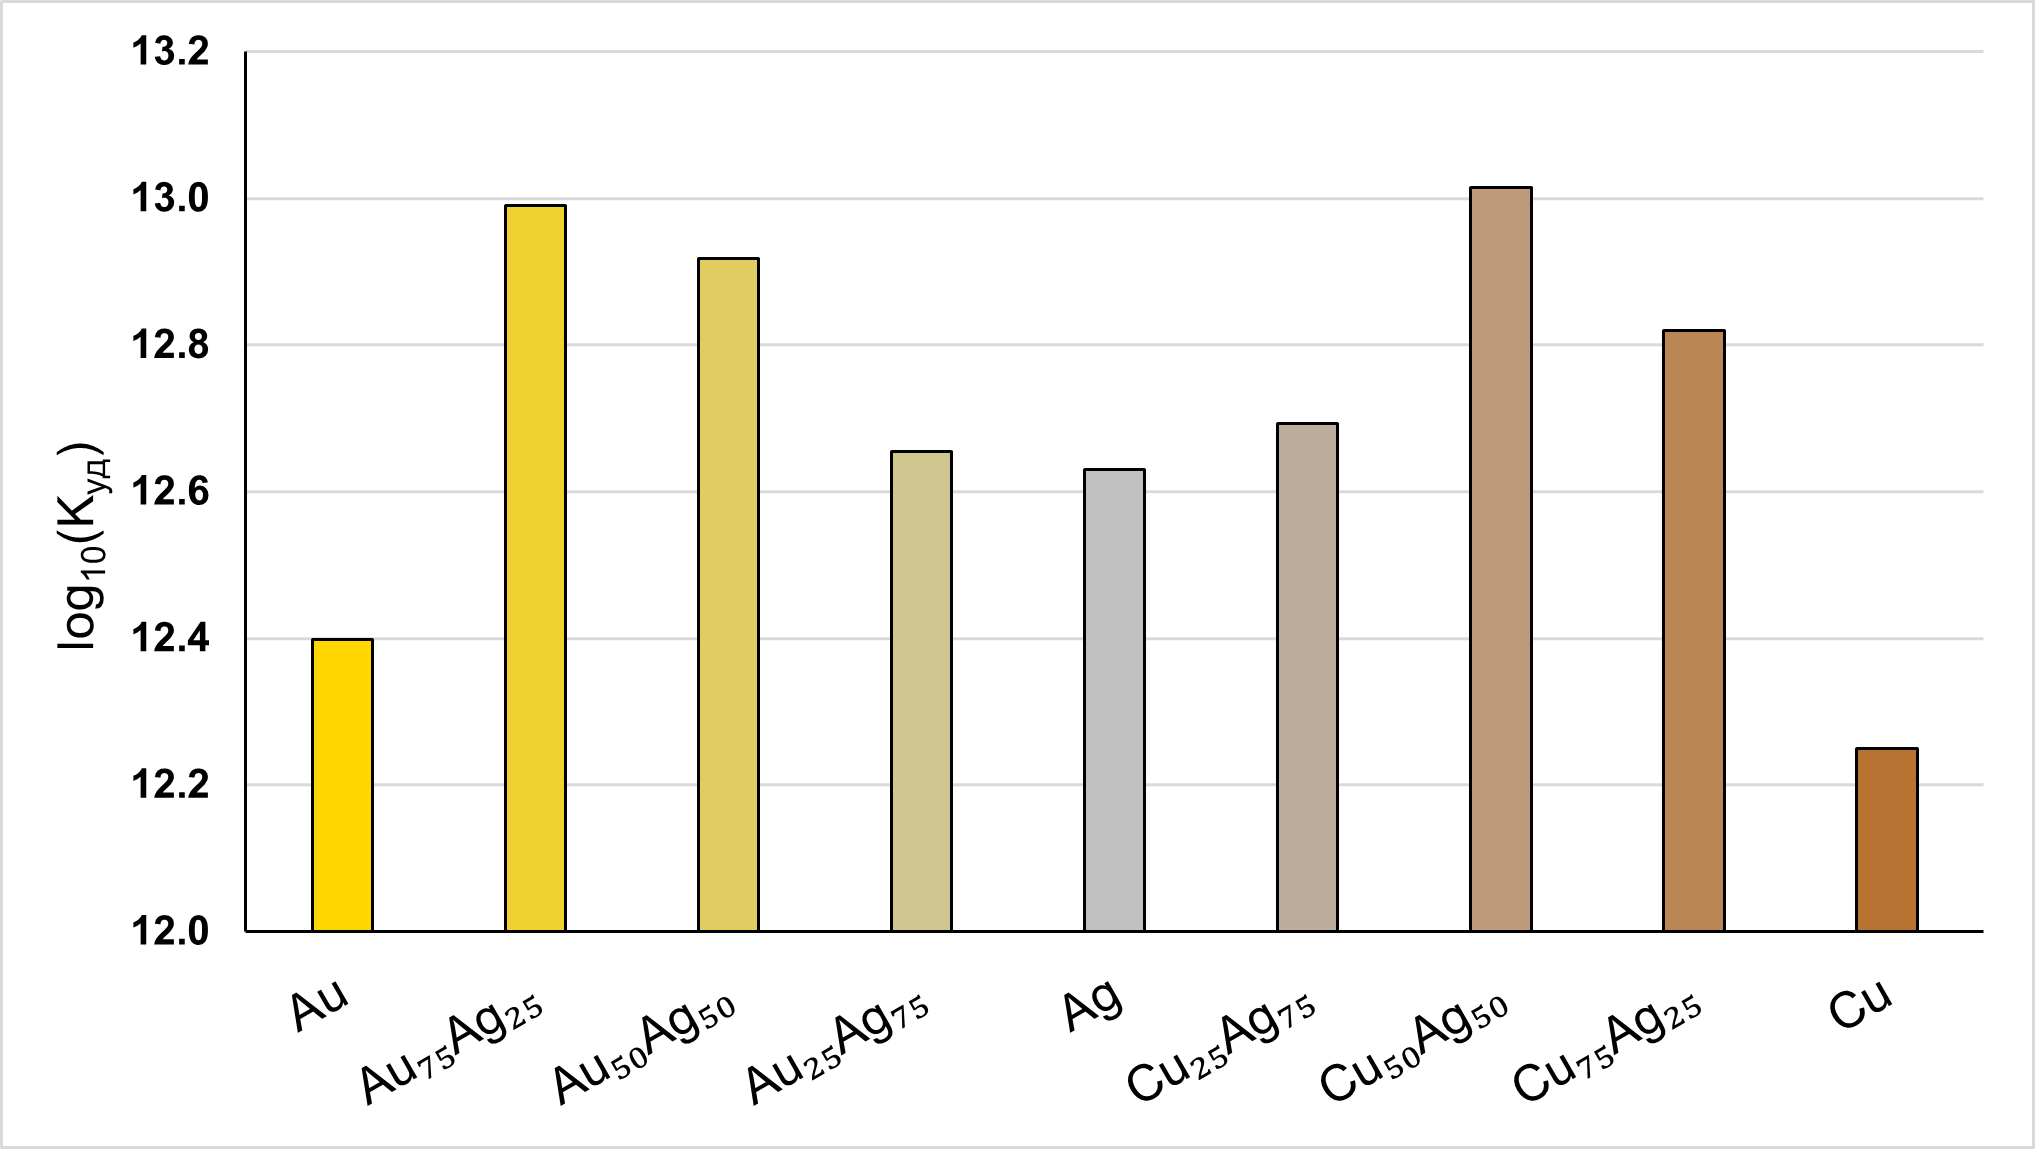 13.2
13.0
12.8
12.6
12.4
12.2
12.0
log₁₀(Kуд)
Au
Au₇₅Ag₂₅
Au₅₀Ag₅₀
Au₂₅Ag₇₅
Ag
Cu₂₅Ag₇₅
Cu₅₀Ag₅₀
Cu₇₅Ag₂₅
Cu